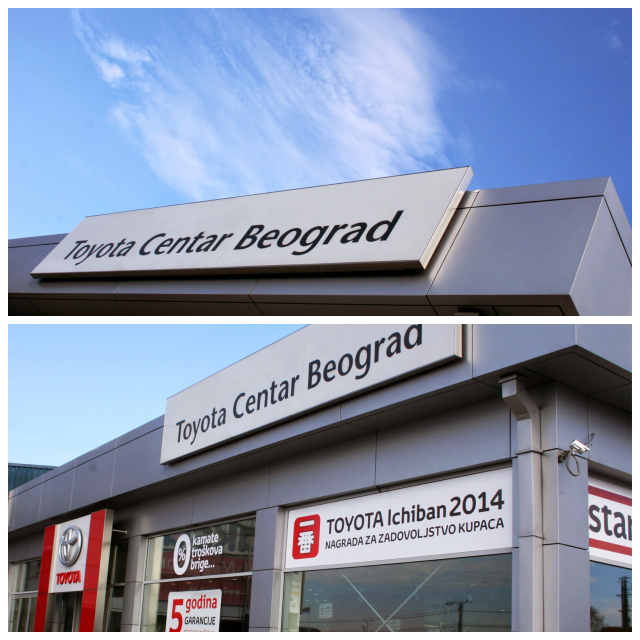 Toyota Centar Beograd
Toyota Centar Beograd
TOYOTA Ichiban 2014
NAGRADA ZA ZADOVOLJSTVO KUPACA
一番
star
%
kamate
troškova
brige...
TOYOTA
5 godina
GARANCIJE